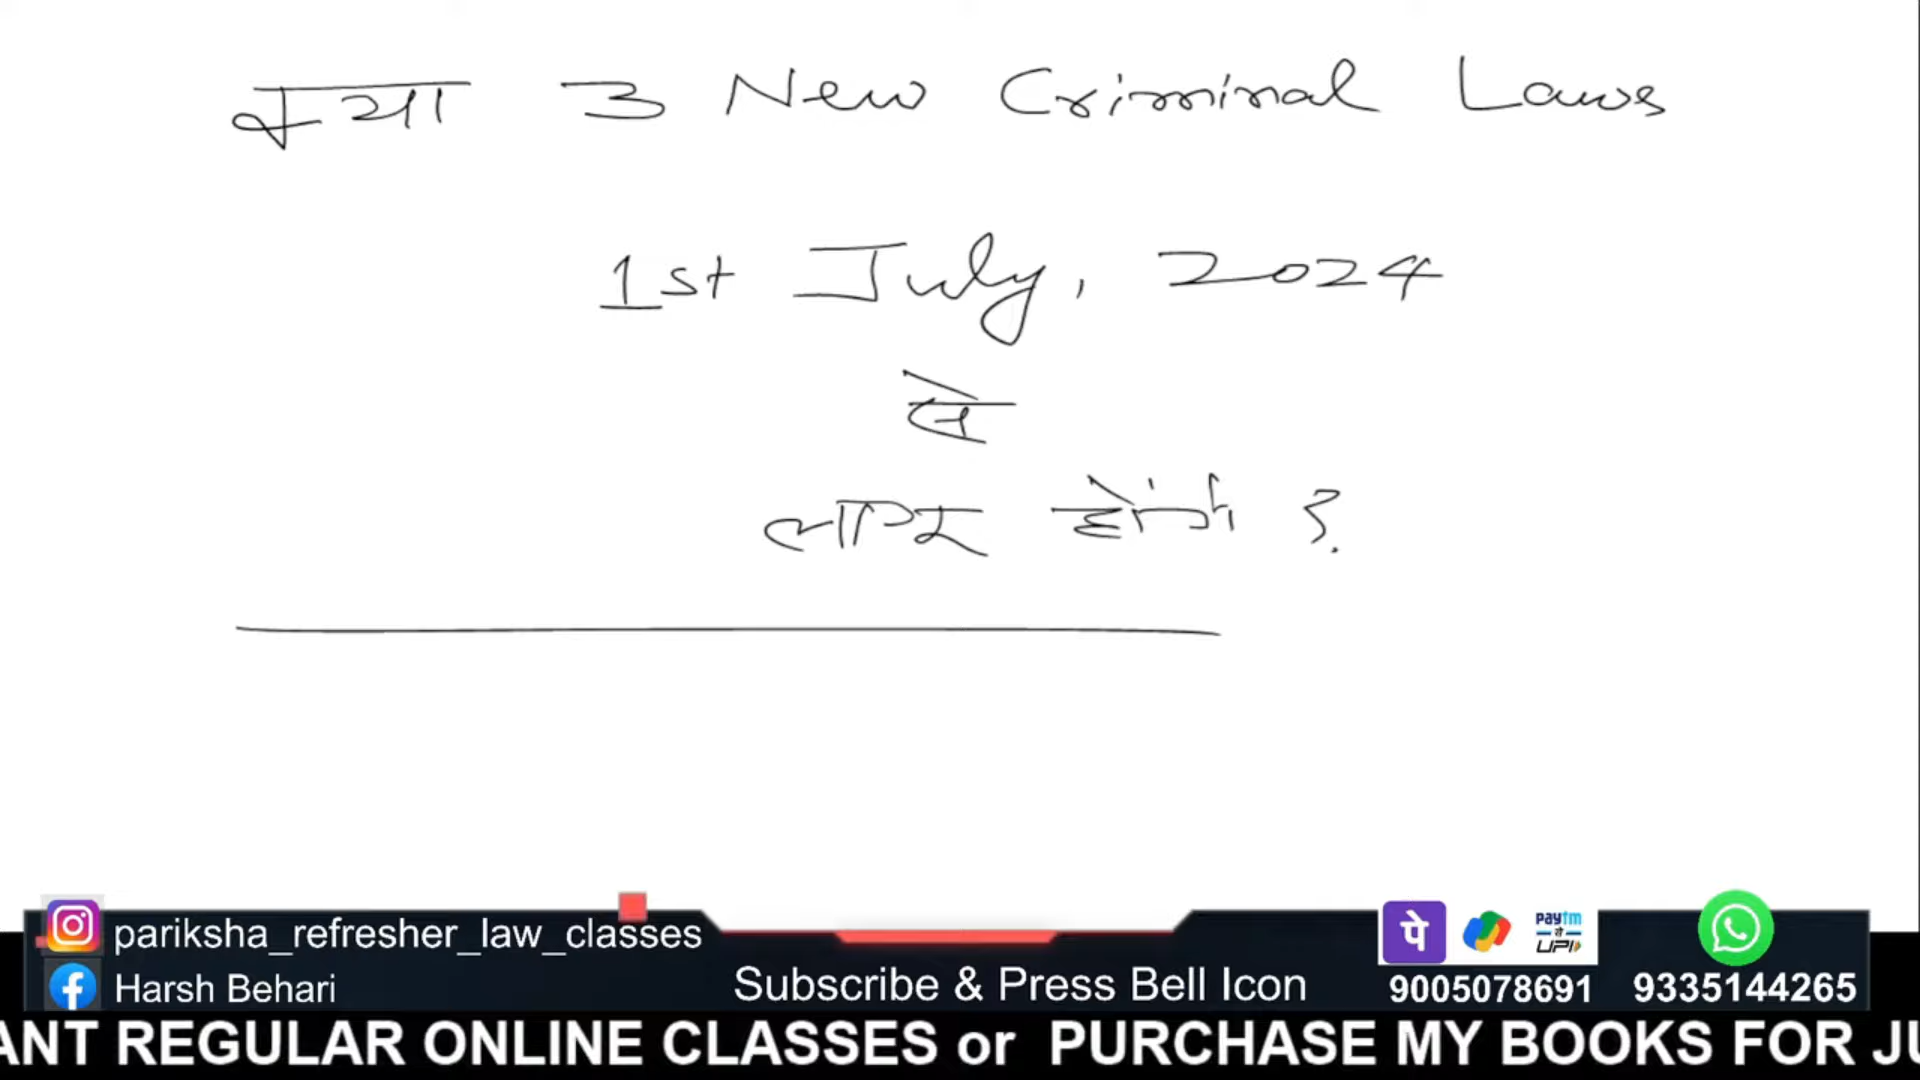 क्या 3 New Criminal Laws
1st July, 2024
से
लागू होंगे ?
pariksha_refresher_law_classes
Harsh Behari
Subscribe & Press Bell Icon
पे
paytm
से
UPI
9005078691
9335144265
ANT REGULAR ONLINE CLASSES or PURCHASE MY BOOKS FOR JU